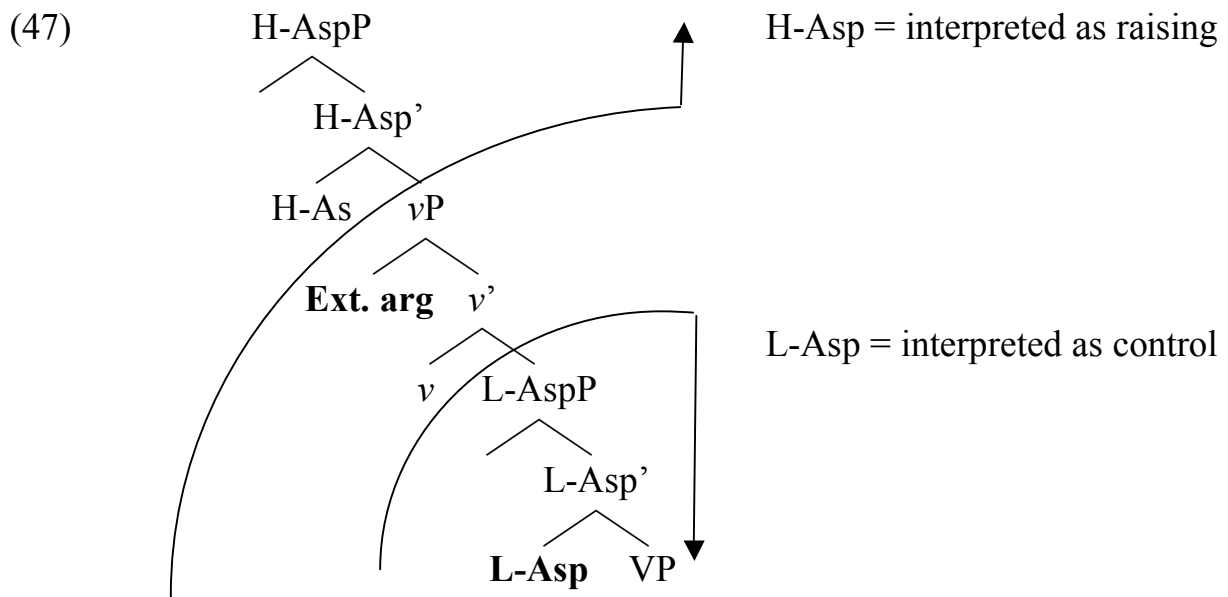 (47) H-AspP H-Asp = interpreted as raising
H-Asp’
H-As vP
Ext. arg v’
L-Asp = interpreted as control
v L-AspP
L-Asp’
L-Asp VP